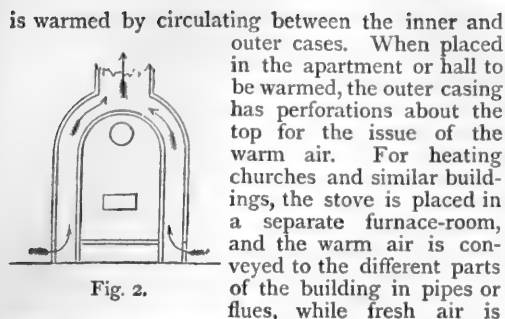 is warmed by circulating between the inner and
outer cases. When placed
in the apartment or hall to
be warmed, the outer casing
has perforations about the
top for the issue of the
warm air. For heating
churches and similar build-
ings, the stove is placed in
a separate furnace-room,
and the warm air is con-
veyed to the different parts
of the building in pipes or
flues, while fresh air is
Fig. 2.